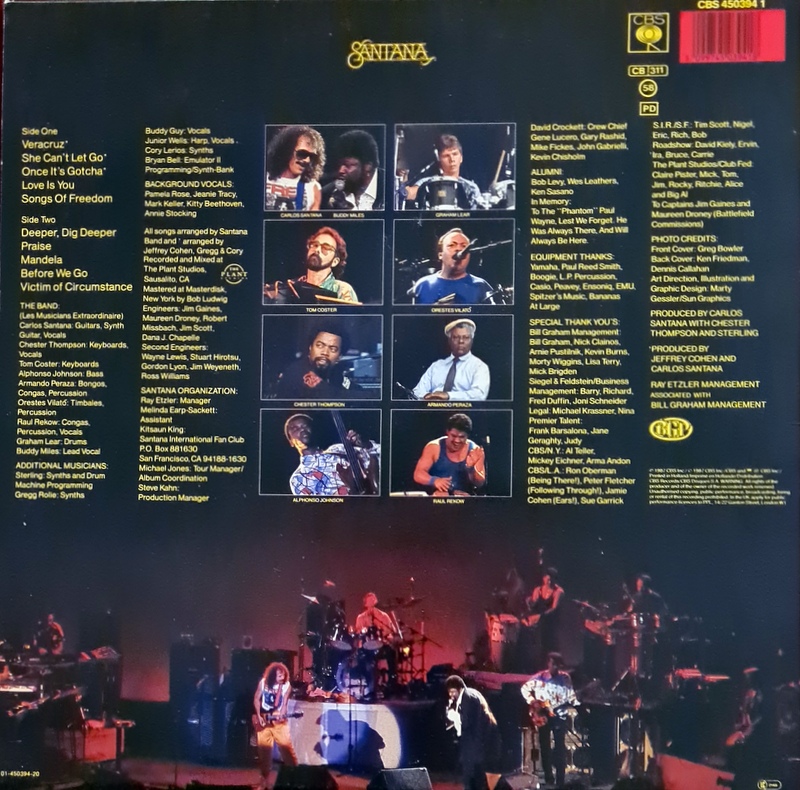 CBS 450394 1
CBS
SANTANA
CB 311
58
PD
Side One
Veracruz*
She Can't Let Go*
Once It's Gotcha*
Love Is You
Songs Of Freedom
Side Two
Deeper, Dig Deeper
Praise
Mandela
Before We Go
Victim of Circumstance
THE BAND:
(Les Musicians Extraordinaire)
Carlos Santana: Guitars, Synth
Guitar, Vocals
Chester Thompson: Keyboards,
Vocals
Tom Coster: Keyboards
Alphonso Johnson: Bass
Armando Peraza: Bongos,
Congas, Percussion
Orestes Vilató: Timbales,
Percussion
Raul Rekow: Congas,
Percussion, Vocals
Graham Lear: Drums
Buddy Miles: Lead Vocal
ADDITIONAL MUSICIANS:
Sterling: Synths and Drum
Machine Programming
Gregg Rolie: Synths
Buddy Guy: Vocals
Junior Wells: Harp, Vocals
Cory Lerios: Synths
Bryan Bell: Emulator II
Programming/Synth-Bank
BACKGROUND VOCALS:
Pamela Rose, Jeanie Tracy,
Mark Keller, Kitty Beethoven,
Annie Stocking
All songs arranged by Santana
Band and * arranged by
Jeffrey Cohen, Gregg & Cory
Recorded and Mixed at
The Plant Studios,
Sausalito, CA
THE PLANT
Mastered at Masterdisk,
New York by Bob Ludwig
Engineers: Jim Gaines,
Maureen Droney, Robert
Missbach, Jim Scott,
Dana J. Chapelle
Second Engineers:
Wayne Lewis, Stuart Hirotsu,
Gordon Lyon, Jim Weyeneth,
Ross Williams
SANTANA ORGANIZATION:
Ray Etzler: Manager
Melinda Earp-Sackett:
Assistant
Kitsaun King:
Santana International Fan Club
P.O. Box 881630
San Francisco, CA 94188-1630
Michael Jones: Tour Manager/
Album Coordination
Steve Kahn:
Production Manager
CARLOS SANTANA BUDDY MILES
GRAHAM LEAR
TOM COSTER
ORESTES VILATÓ
CHESTER THOMPSON
ARMANDO PERAZA
ALPHONSO JOHNSON
RAUL REKOW
David Crockett: Crew Chief
Gene Lucero, Gary Rashid,
Mike Fickes, John Gabrielli,
Kevin Chisholm
ALUMNI:
Bob Levy, Wes Leathers,
Ken Sasano
In Memory:
To The "Phantom" Paul
Wayne, Lest We Forget. He
Was Always There, And Will
Always Be Here.
EQUIPMENT THANKS:
Yamaha, Paul Reed Smith,
Boogie, L.P. Percussion,
Casio, Peavey, Ensoniq, EMU,
Spitzer's Music, Bananas
At Large
SPECIAL THANK YOU'S:
Bill Graham Management:
Bill Graham, Nick Clainos,
Arnie Pustilnik, Kevin Burns,
Morty Wiggins, Lisa Terry,
Mick Brigden
Siegel & Feldstein/Business
Management: Barry, Richard,
Fred Duffin, Joni Schneider
Legal: Michael Krassner, Nina
Premier Talent:
Frank Barsalona, Jane
Geraghty, Judy
CBS/N.Y.: Al Teller,
Mickey Eichner, Arma Andon
CBS/L.A.: Ron Oberman
(Being There!), Peter Fletcher
(Following Through!), Jamie
Cohen (Ears!), Sue Garrick
S.I.R./S.F.: Tim Scott, Nigel,
Eric, Rich, Bob
Roadshow: David Kiely, Ervin,
Ira, Bruce, Carrie
The Plant Studios/Club Fed:
Claire Pister, Mick, Tom,
Jim, Rocky, Ritchie, Alice
and Big Al
To Captains Jim Gaines and
Maureen Droney (Battlefield
Commissions)
PHOTO CREDITS:
Front Cover: Greg Bowler
Back Cover: Ken Friedman,
Dennis Callahan
Art Direction, Illustration and
Graphic Design: Marty
Gessler/Sun Graphics
PRODUCED BY CARLOS
SANTANA WITH CHESTER
THOMPSON AND STERLING
*PRODUCED BY
JEFFREY COHEN AND
CARLOS SANTANA
RAY ETZLER MANAGEMENT
ASSOCIATED WITH
BILL GRAHAM MANAGEMENT
BGP
01-450394-20